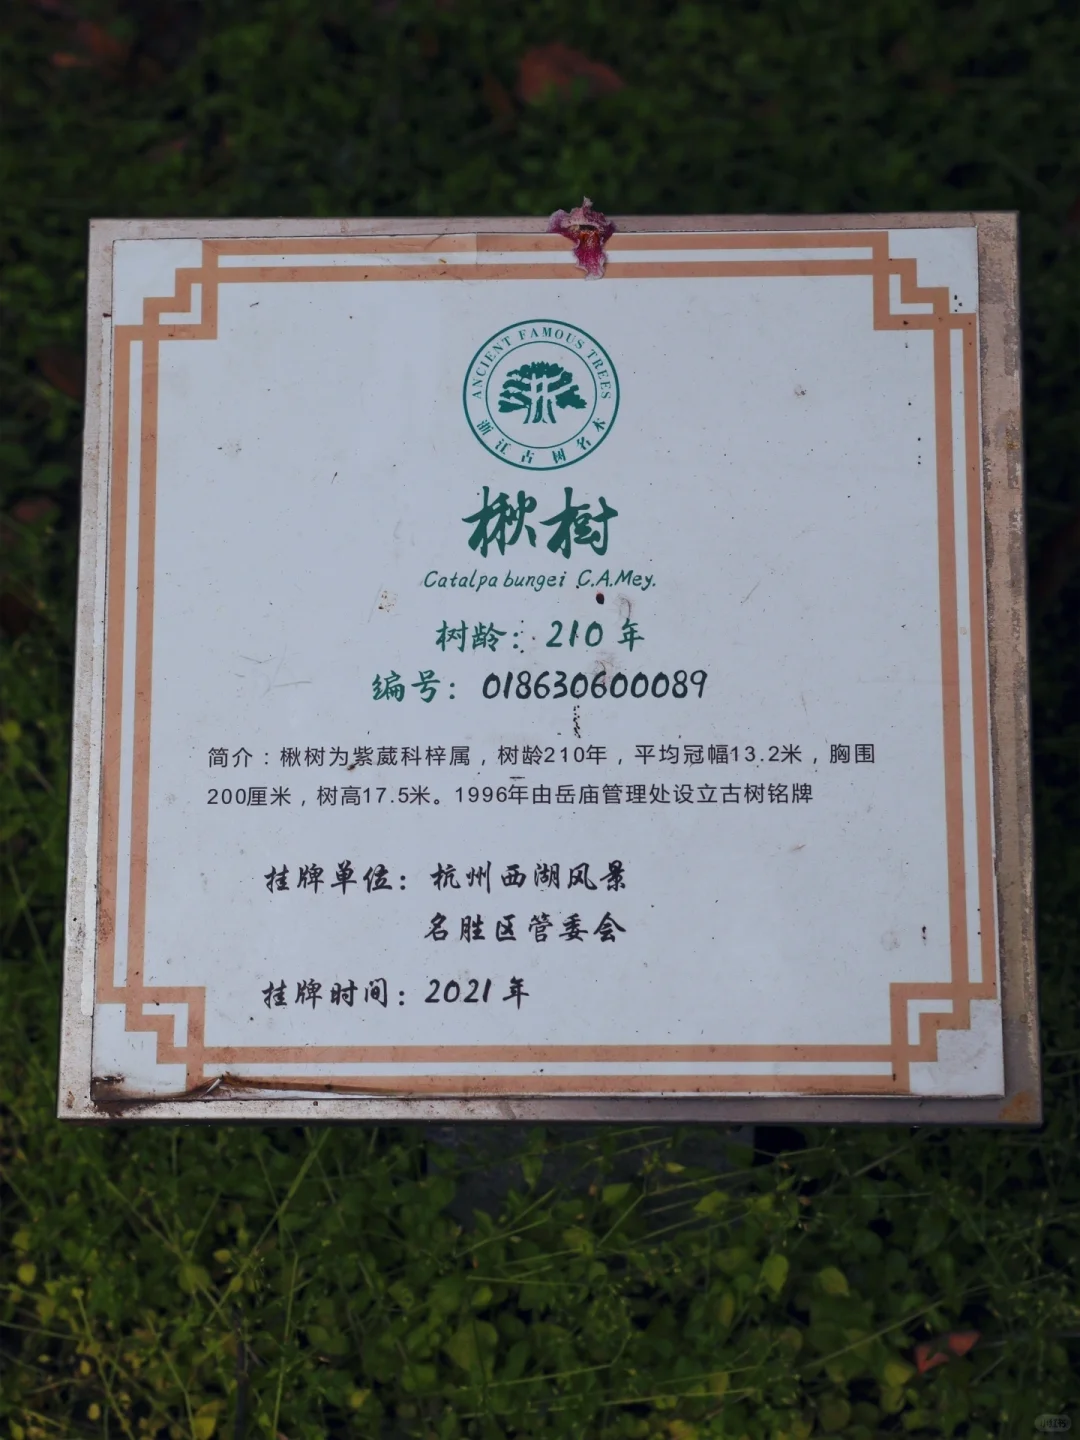 ANCIENT FAMOUS TREES
浙江古树名木
楸树
Catalpa bungei C.A.Mey.
树龄：210年
编号：018630600089
简介：楸树为紫葳科梓属，树龄210年，平均冠幅13.2米，胸围
200厘米，树高17.5米。1996年由岳庙管理处设立古树铭牌
挂牌单位：杭州西湖风景
名胜区管委会
挂牌时间：2021年
小红书